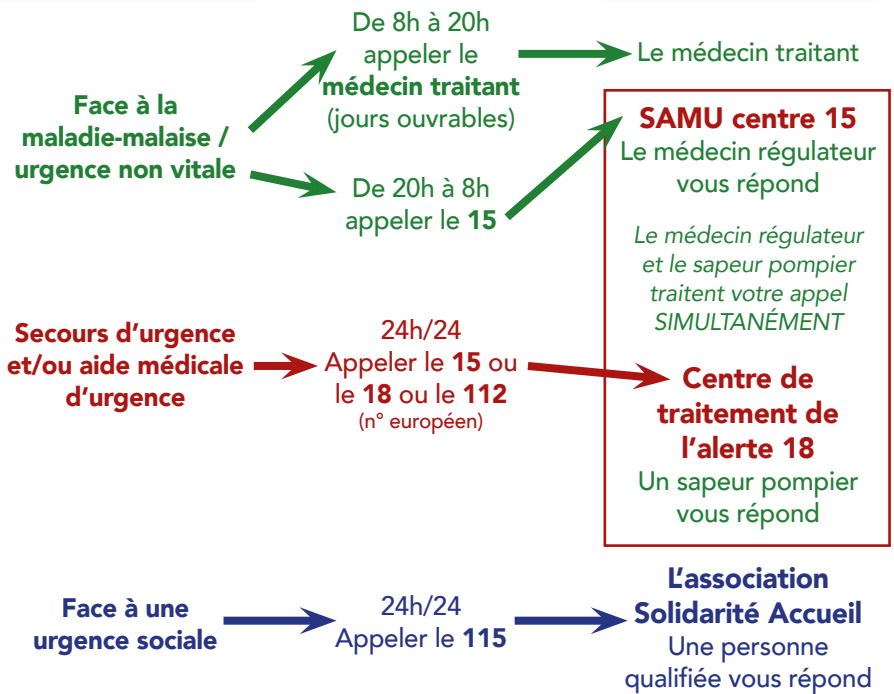 Face à la
maladie-malaise /
urgence non vitale
De 8h à 20h
appeler le
médecin traitant
(jours ouvrables)
Le médecin traitant
De 20h à 8h
appeler le 15
SAMU centre 15
Le médecin régulateur
vous répond
Le médecin régulateur
et le sapeur pompier
traitent votre appel
SIMULTANÉMENT
Secours d'urgence
et/ou aide médicale
d'urgence
24h/24
Appeler le 15 ou
le 18 ou le 112
(n° européen)
Centre de
traitement de
l'alerte 18
Un sapeur pompier
vous répond
Face à une
urgence sociale
24h/24
Appeler le 115
L'association
Solidarité Accueil
Une personne
qualifiée vous répond